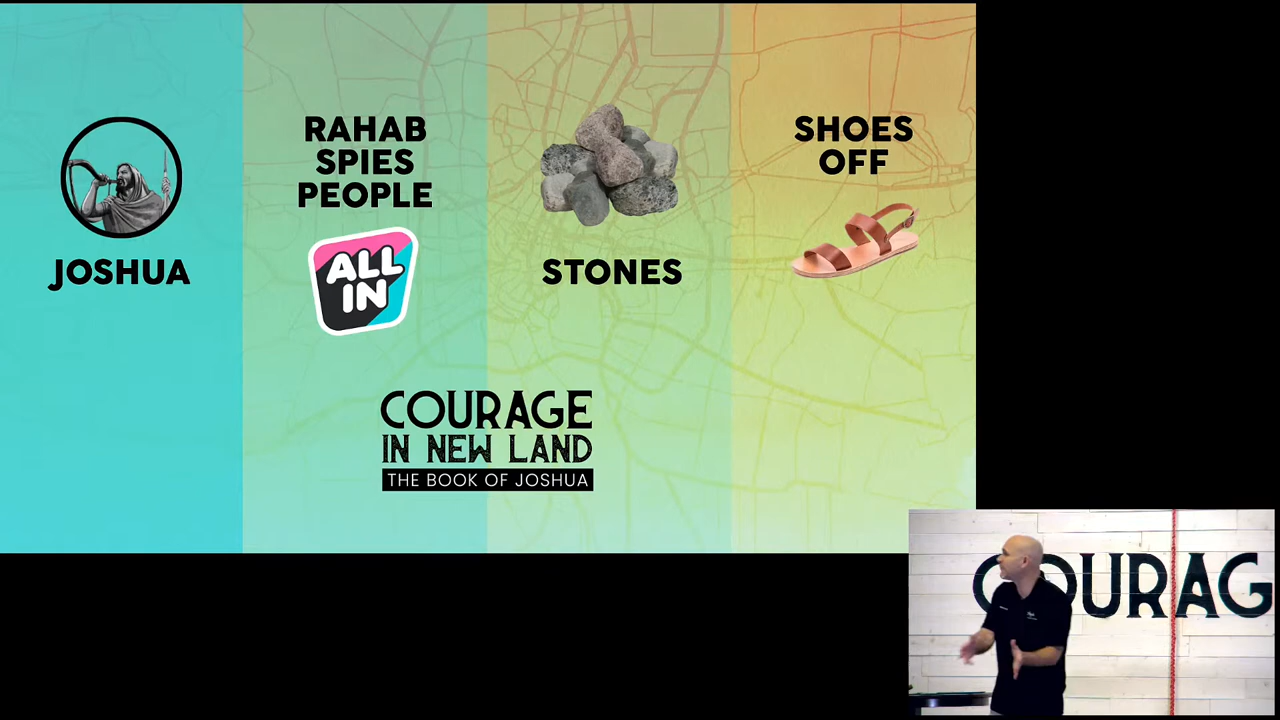 JOSHUA
RAHAB
SPIES
PEOPLE
ALL
IN
STONES
SHOES
OFF
COURAGE
IN NEW LAND
THE BOOK OF JOSHUA
COURAG